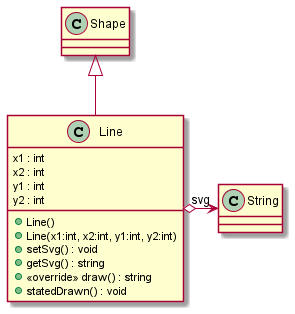 C Shape
C Line
x1 : int
x2 : int
y1 : int
y2 : int
Line()
Line(x1:int, x2:int, y1:int, y2:int)
setSvg() : void
getSvg() : string
«override» draw() : string
statedDrawn() : void
svg
C String